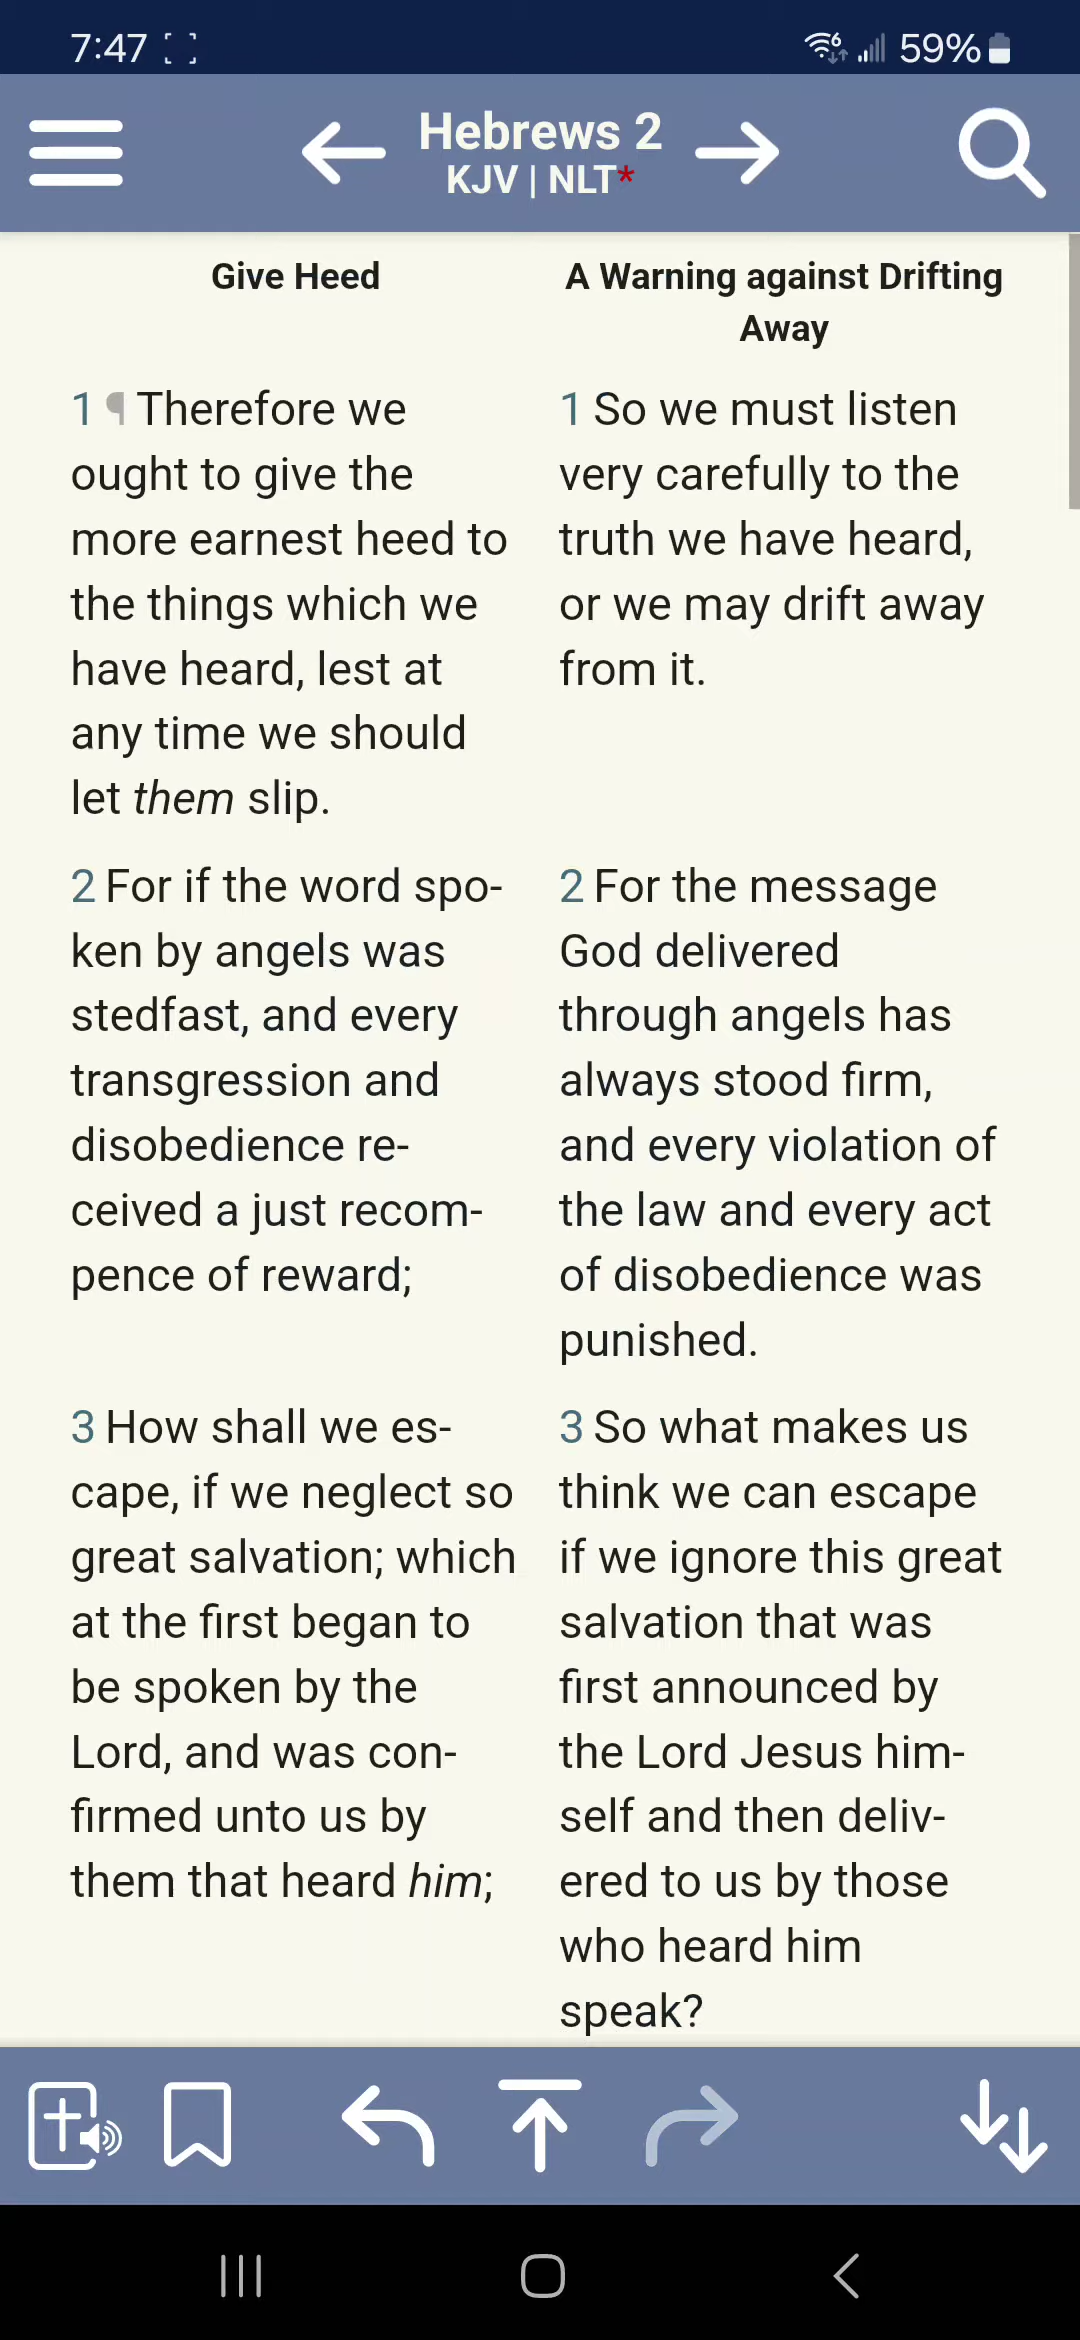 7:47
6
59%
Hebrews 2
KJV | NLT*
Give Heed
1 ¶ Therefore we
ought to give the
more earnest heed to
the things which we
have heard, lest at
any time we should
let them slip.
2 For if the word spo-
ken by angels was
stedfast, and every
transgression and
disobedience re-
ceived a just recom-
pence of reward;
3 How shall we es-
cape, if we neglect so
great salvation; which
at the first began to
be spoken by the
Lord, and was con-
firmed unto us by
them that heard him;
A Warning against Drifting
Away
1 So we must listen
very carefully to the
truth we have heard,
or we may drift away
from it.
2 For the message
God delivered
through angels has
always stood firm,
and every violation of
the law and every act
of disobedience was
punished.
3 So what makes us
think we can escape
if we ignore this great
salvation that was
first announced by
the Lord Jesus him-
self and then deliv-
ered to us by those
who heard him
speak?